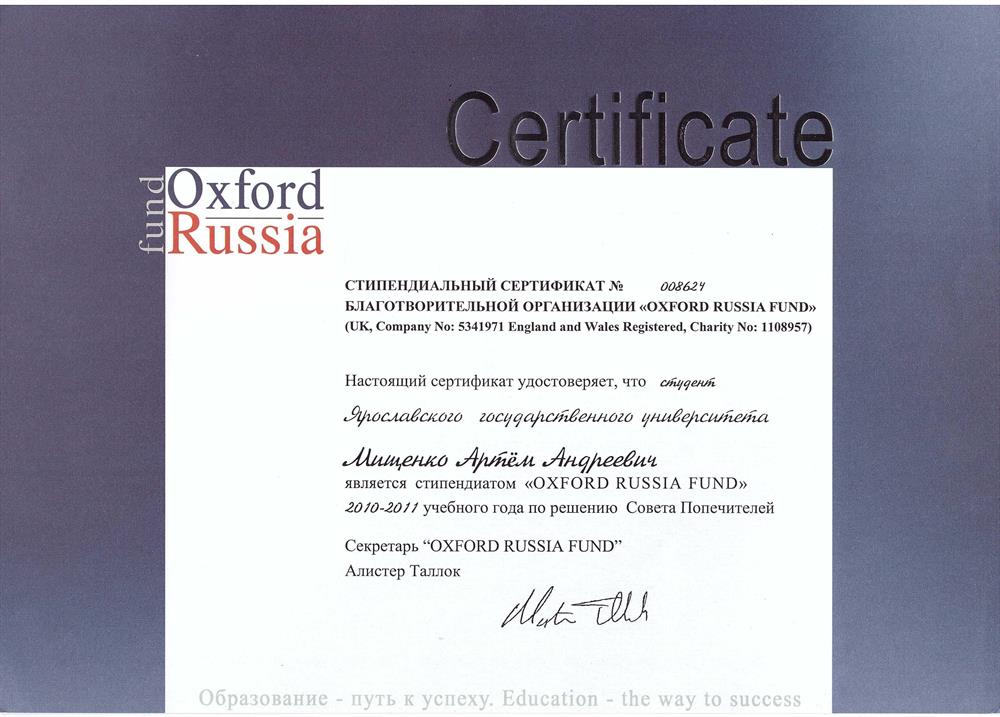 Certificate
fund
Oxford
Russia
СТИПЕНДИАЛЬНЫЙ СЕРТИФИКАТ № 008624
БЛАГОТВОРИТЕЛЬНОЙ ОРГАНИЗАЦИИ «OXFORD RUSSIA FUND»
(UK, Company No: 5341971 England and Wales Registered, Charity No: 1108957)
Настоящий сертификат удостоверяет, что студент
Ярославского государственного университета
Мищенко Артём Андреевич
является стипендиатом «OXFORD RUSSIA FUND»
2010-2011 учебного года по решению Совета Попечителей
Секретарь “OXFORD RUSSIA FUND”
Алистер Таллок
Образование - путь к успеху. Education - the way to success